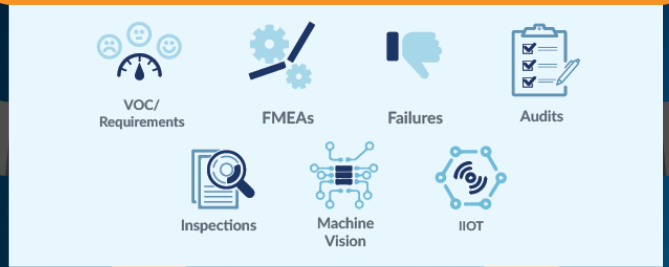 VOC/
Requirements
FMEAs
Failures
Audits
Inspections
Machine
Vision
IIOT